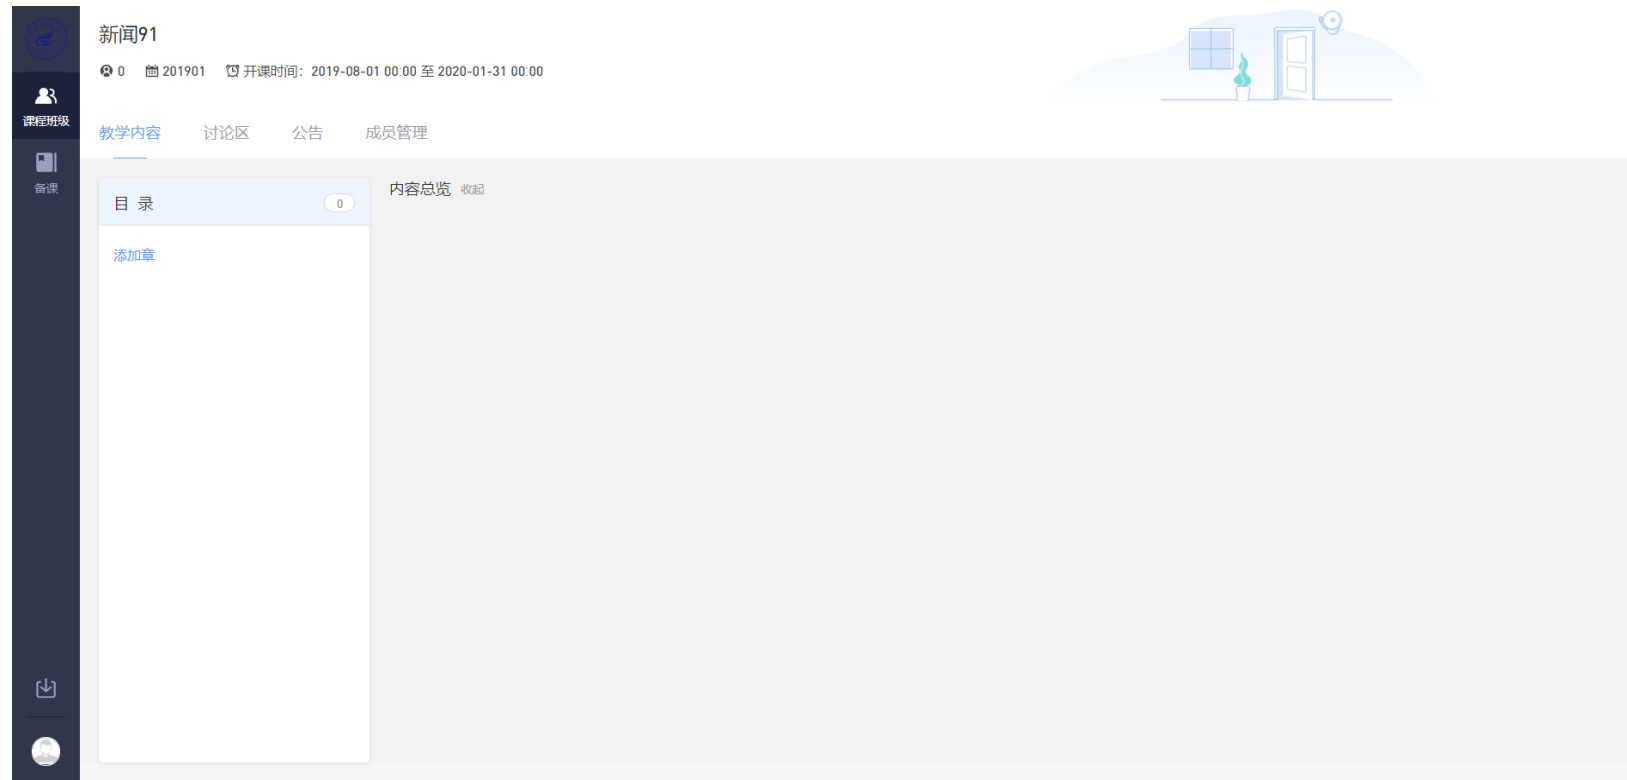 新闻91
0 201901 开课时间：2019-08-01 00:00 至 2020-01-31 00:00
课程班级
教学内容 讨论区 公告 成员管理
备课
目 录 0
内容总览 收起
添加章